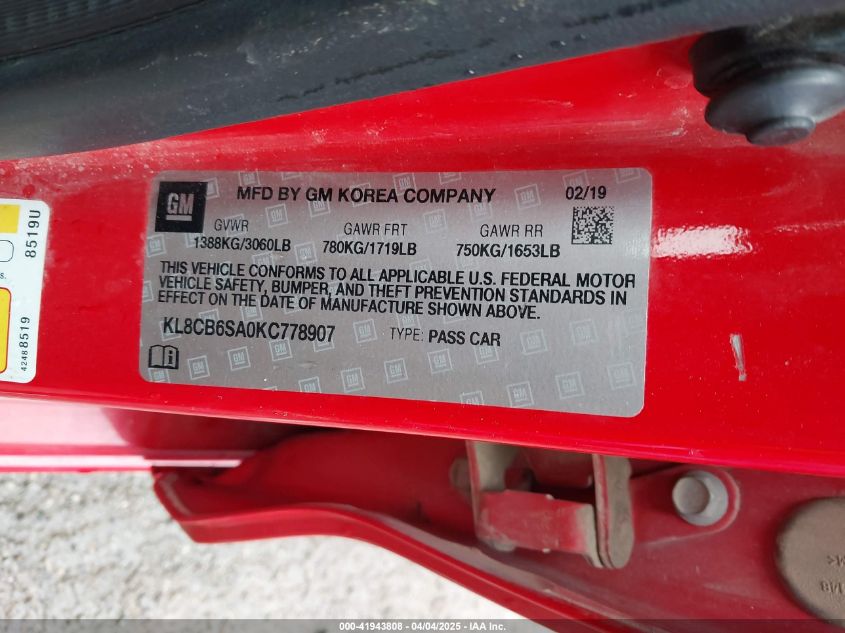 GM
MFD BY GM KOREA COMPANY 02/19
GVWR GAWR FRT GAWR RR
1388KG/3060LB 780KG/1719LB 750KG/1653LB
THIS VEHICLE CONFORMS TO ALL APPLICABLE U.S. FEDERAL MOTOR
VEHICLE SAFETY, BUMPER, AND THEFT PREVENTION STANDARDS IN
EFFECT ON THE DATE OF MANUFACTURE SHOWN ABOVE.
KL8CB6SA0KC778907 TYPE: PASS CAR
8519U
s.
42488519
000-41943808 - 04/04/2025 - IAA Inc.